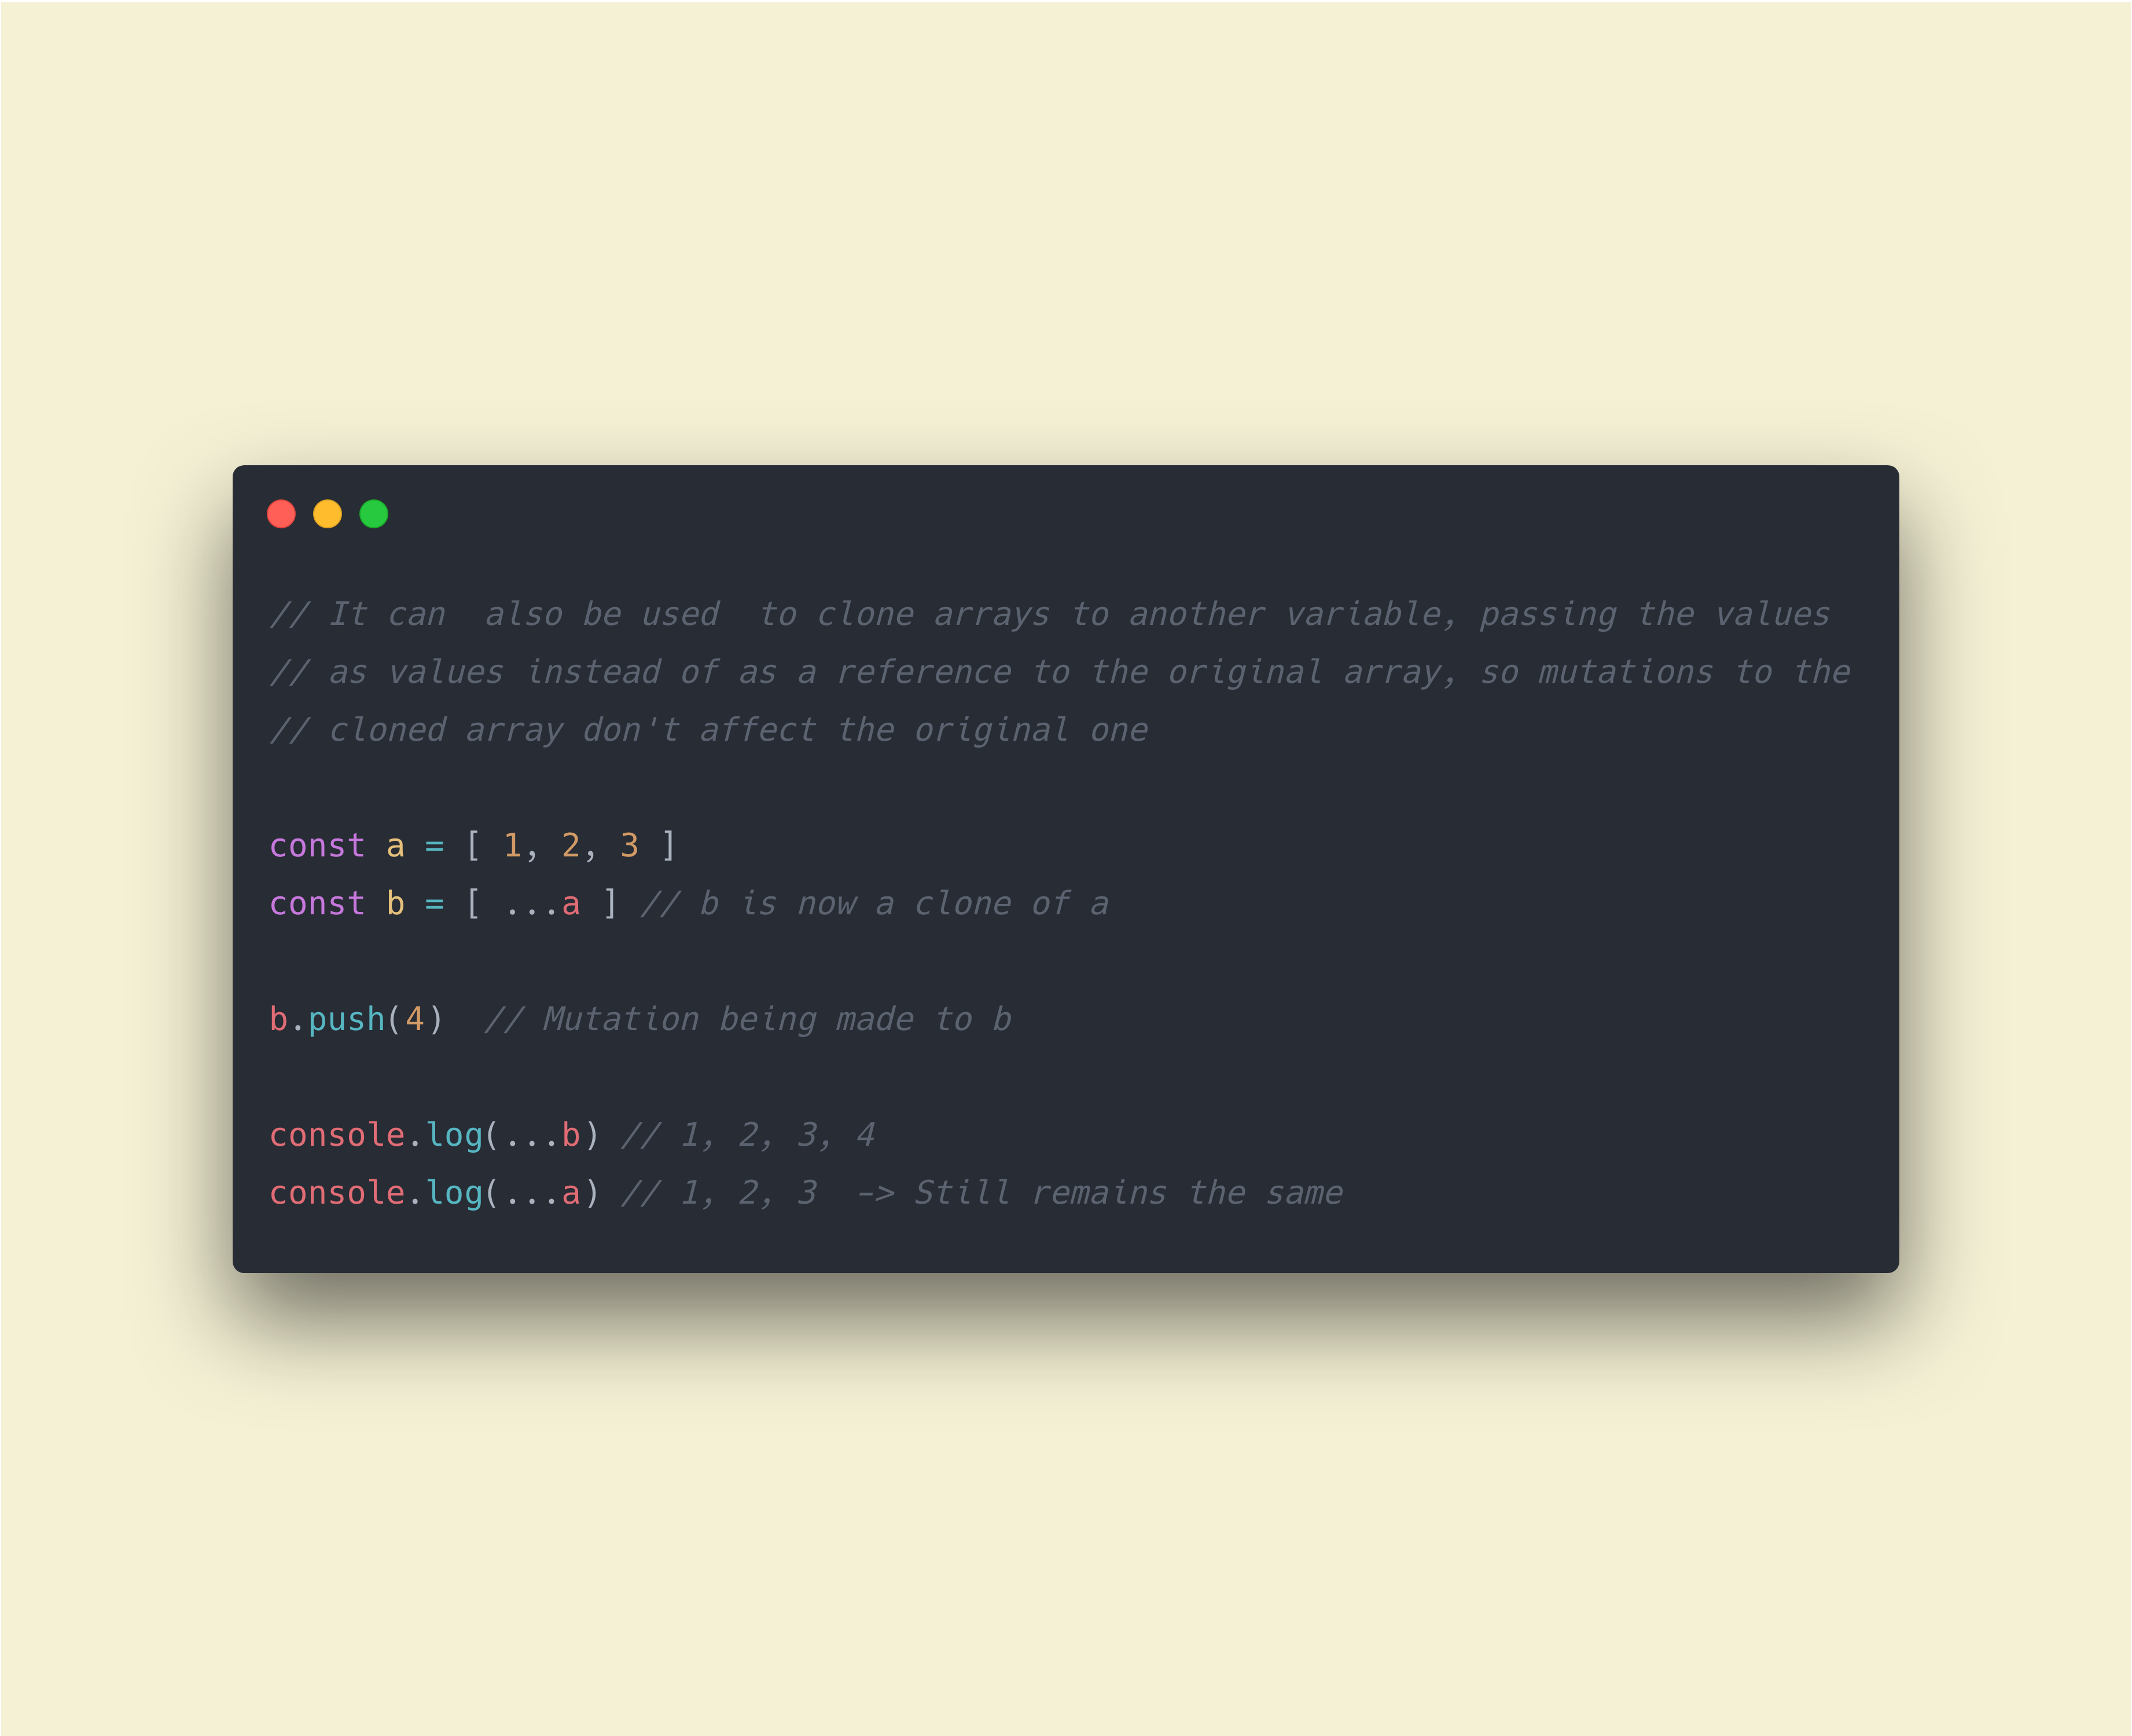 // It can  also be used  to clone arrays to another variable, passing the values
// as values instead of as a reference to the original array, so mutations to the
// cloned array don't affect the original one
const a = [ 1, 2, 3 ]
const b = [ ...a ] // b is now a clone of a
b.push(4)  // Mutation being made to b
console.log(...b) // 1, 2, 3, 4
console.log(...a) // 1, 2, 3  -> Still remains the same